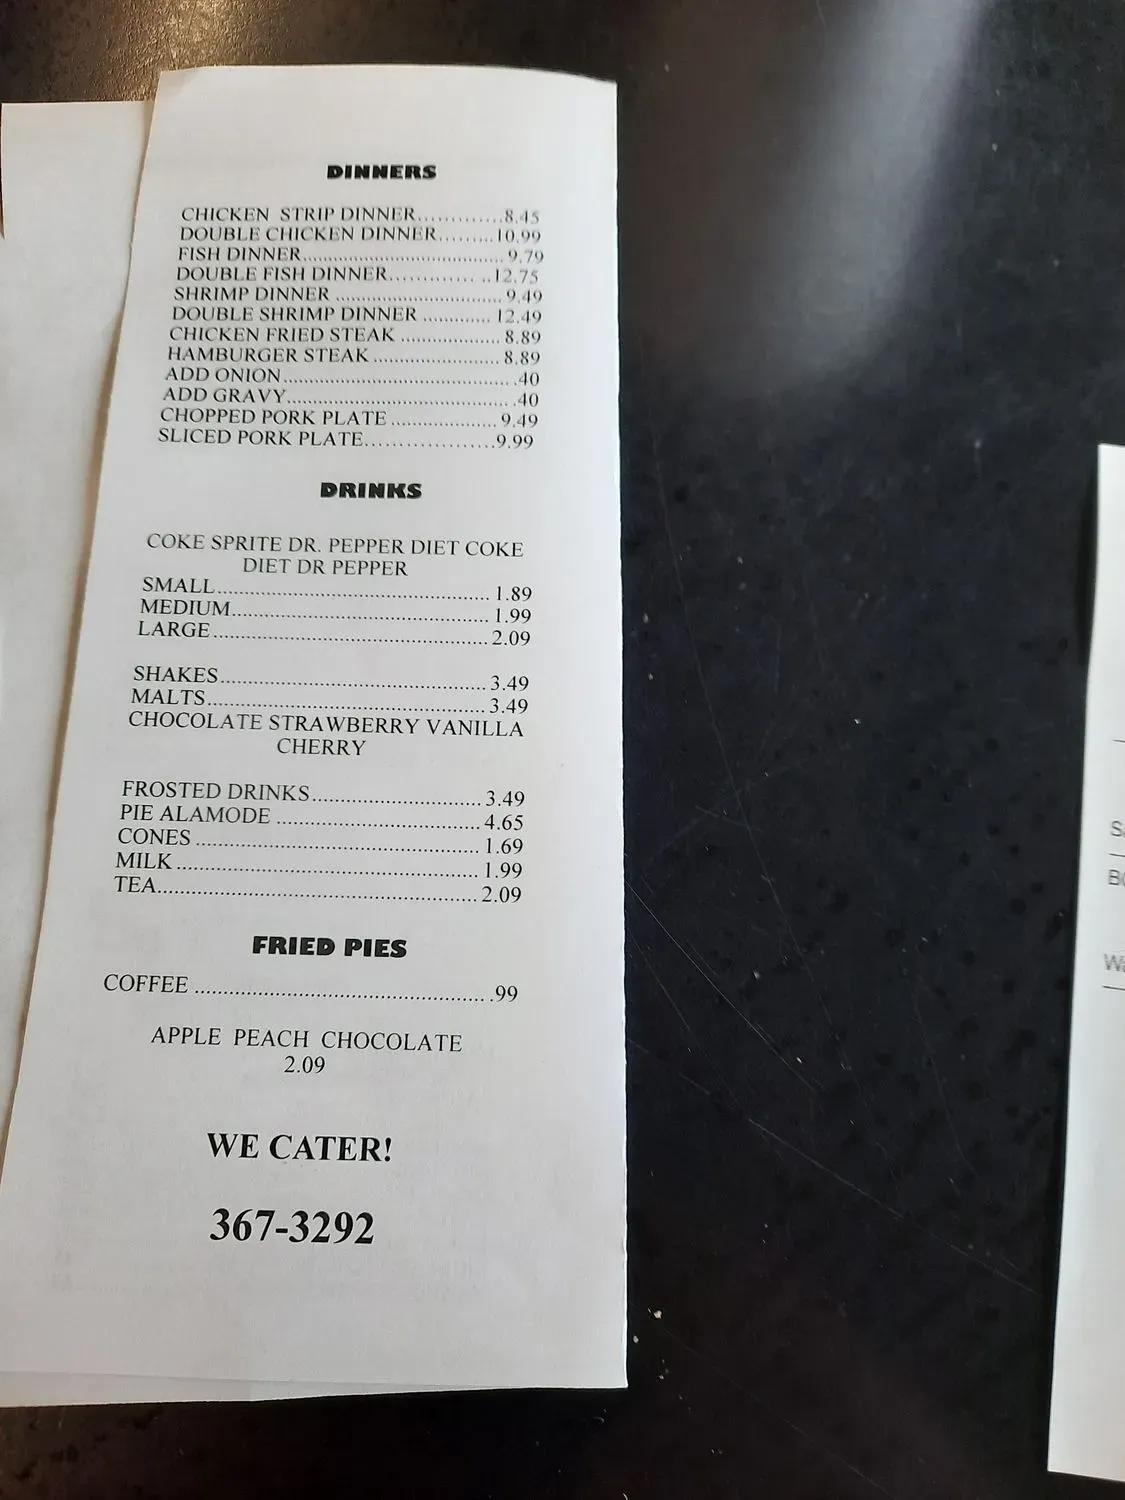 DINNERS
CHICKEN STRIP DINNER.............8.45
DOUBLE CHICKEN DINNER.........10.99
FISH DINNER........................................ 9.79
DOUBLE FISH DINNER............. ..12.75
SHRIMP DINNER ................................. 9.49
DOUBLE SHRIMP DINNER ............. 12.49
CHICKEN FRIED STEAK ................... 8.89
HAMBURGER STEAK ........................ 8.89
ADD ONION.......................................... .40
ADD GRAVY......................................... .40
CHOPPED PORK PLATE ......................... 9.49
SLICED PORK PLATE...................9.99
DRINKS
COKE SPRITE DR. PEPPER DIET COKE
DIET DR PEPPER
SMALL............................................... 1.89
MEDIUM............................................ 1.99
LARGE............................................... 2.09
SHAKES.............................................. 3.49
MALTS................................................ 3.49
CHOCOLATE STRAWBERRY VANILLA
CHERRY
FROSTED DRINKS............................. 3.49
PIE ALAMODE ................................... 4.65
CONES ................................................. 1.69
MILK .................................................... 1.99
TEA....................................................... 2.09
FRIED PIES
COFFEE .................................................. .99
APPLE PEACH CHOCOLATE
2.09
WE CATER!
367-3292